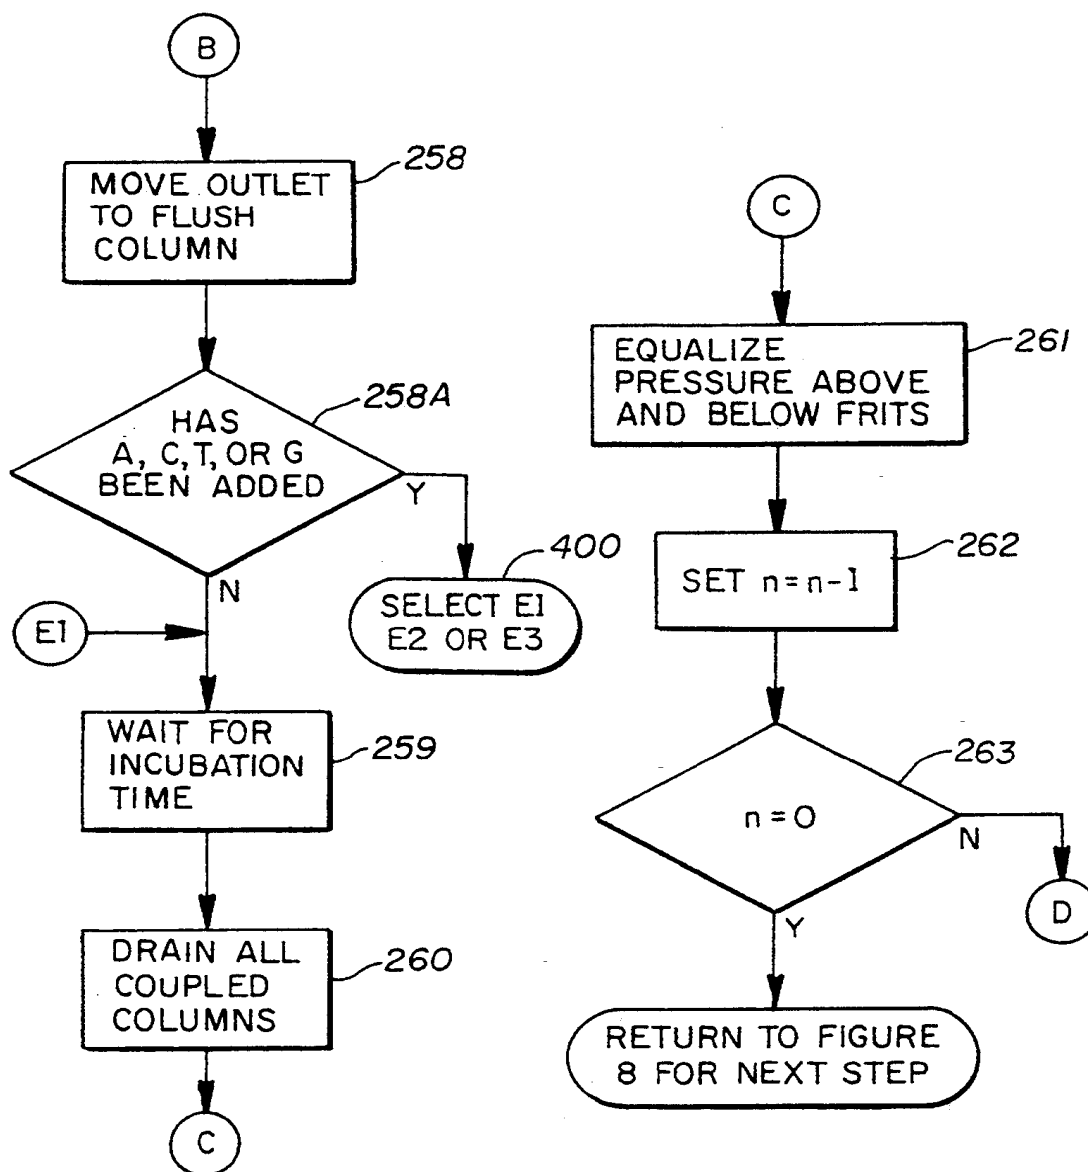 B
258
MOVE OUTLET
TO FLUSH
COLUMN
258A
HAS
A, C, T, OR G
BEEN ADDED
Y
N
400
SELECT E1
E2 OR E3
E1
259
WAIT FOR
INCUBATION
TIME
260
DRAIN ALL
COUPLED
COLUMNS
C
C
261
EQUALIZE
PRESSURE ABOVE
AND BELOW FRITS
262
SET n = n-1
263
n = 0
N
D
Y
RETURN TO FIGURE
8 FOR NEXT STEP